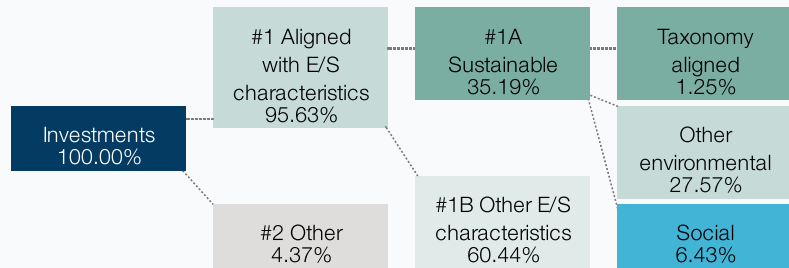 Investments
100.00%
#1 Aligned
with E/S
characteristics
95.63%
#2 Other
4.37%
#1A
Sustainable
35.19%
#1B Other E/S
characteristics
60.44%
Taxonomy
aligned
1.25%
Other
environmental
27.57%
Social
6.43%